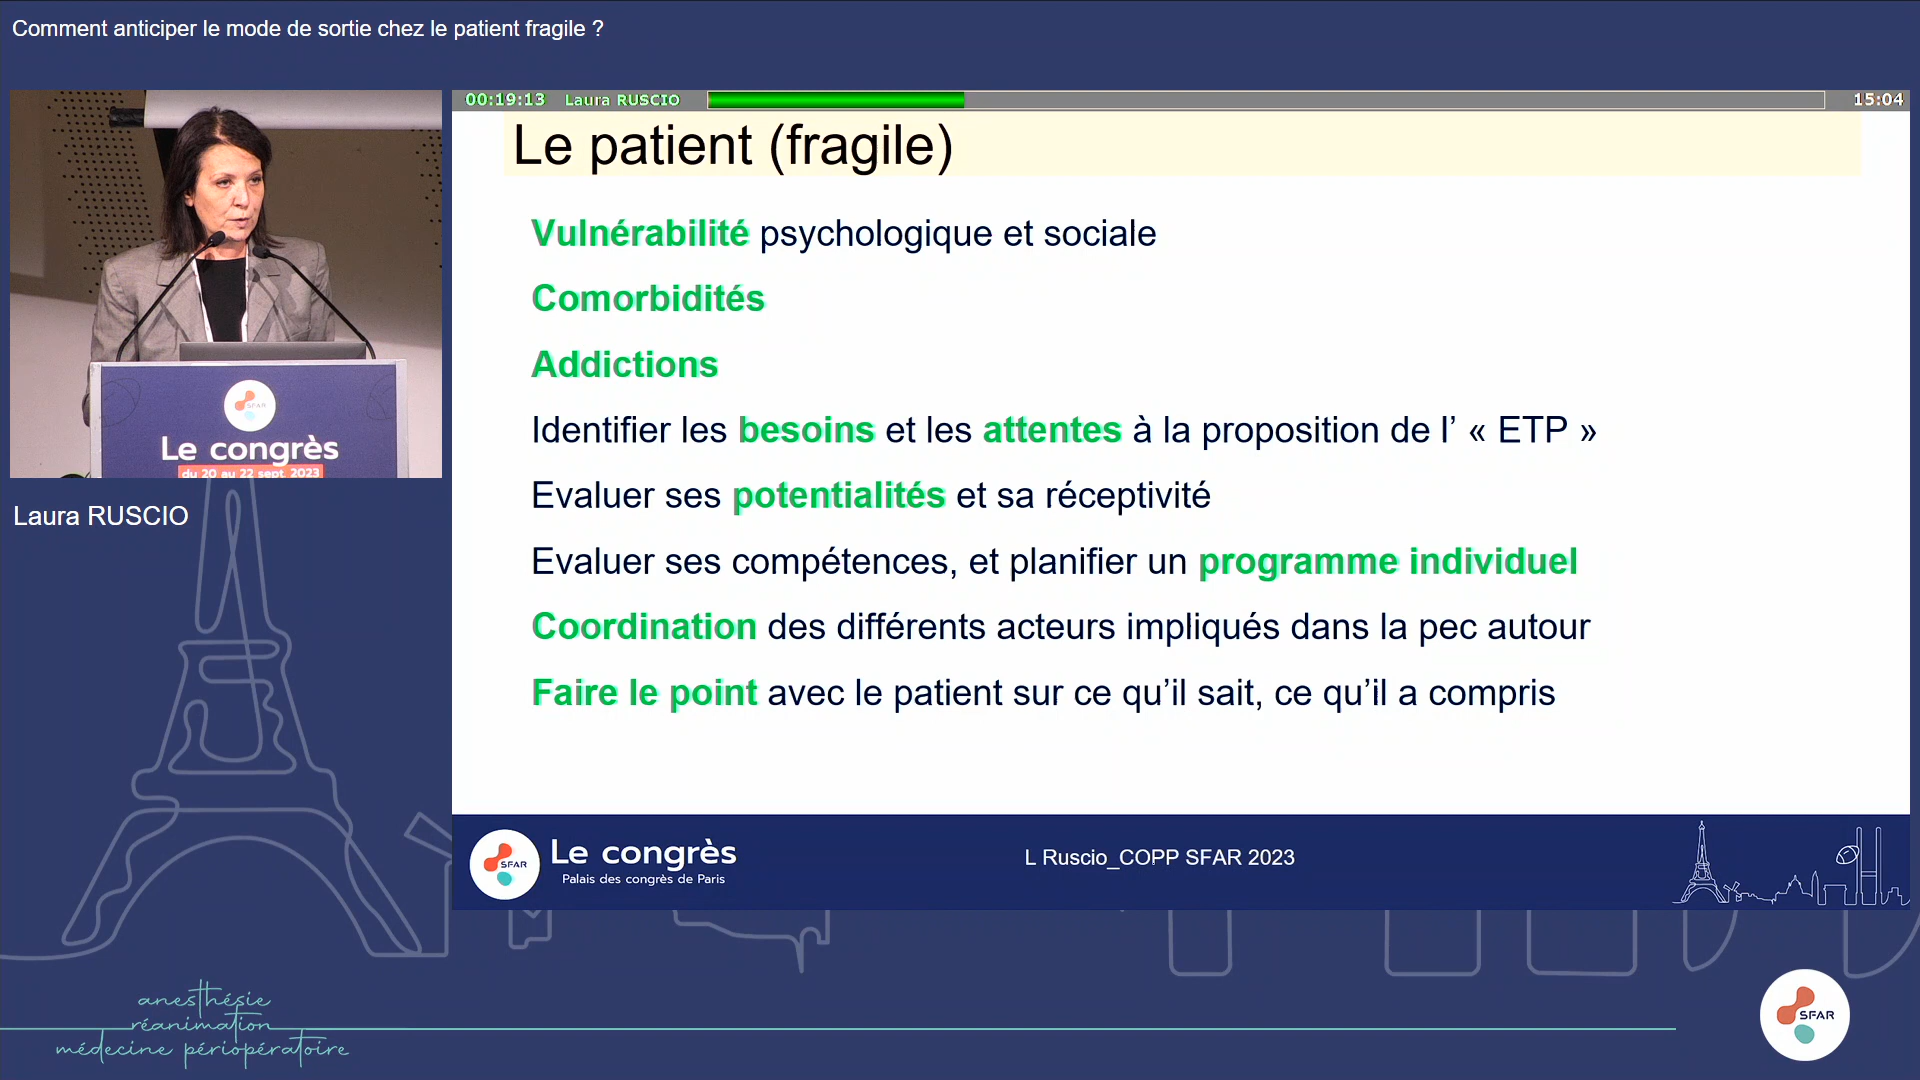 Comment anticiper le mode de sortie chez le patient fragile ?
00:19:13 Laura RUSCIO 15:04
Le patient (fragile)
Vulnérabilité psychologique et sociale
Comorbidités
Addictions
Identifier les besoins et les attentes à la proposition de l’ « ETP »
Evaluer ses potentialités et sa réceptivité
Evaluer ses compétences, et planifier un programme individuel
Coordination des différents acteurs impliqués dans la pec autour
Faire le point avec le patient sur ce qu’il sait, ce qu’il a compris
SFAR
Le congrès
du 20 au 22 sept. 2023
Laura RUSCIO
SFAR
Le congrès
Palais des congrès de Paris
L Ruscio_COPP SFAR 2023
anesthésie
réanimation
médecine périopératoire
SFAR